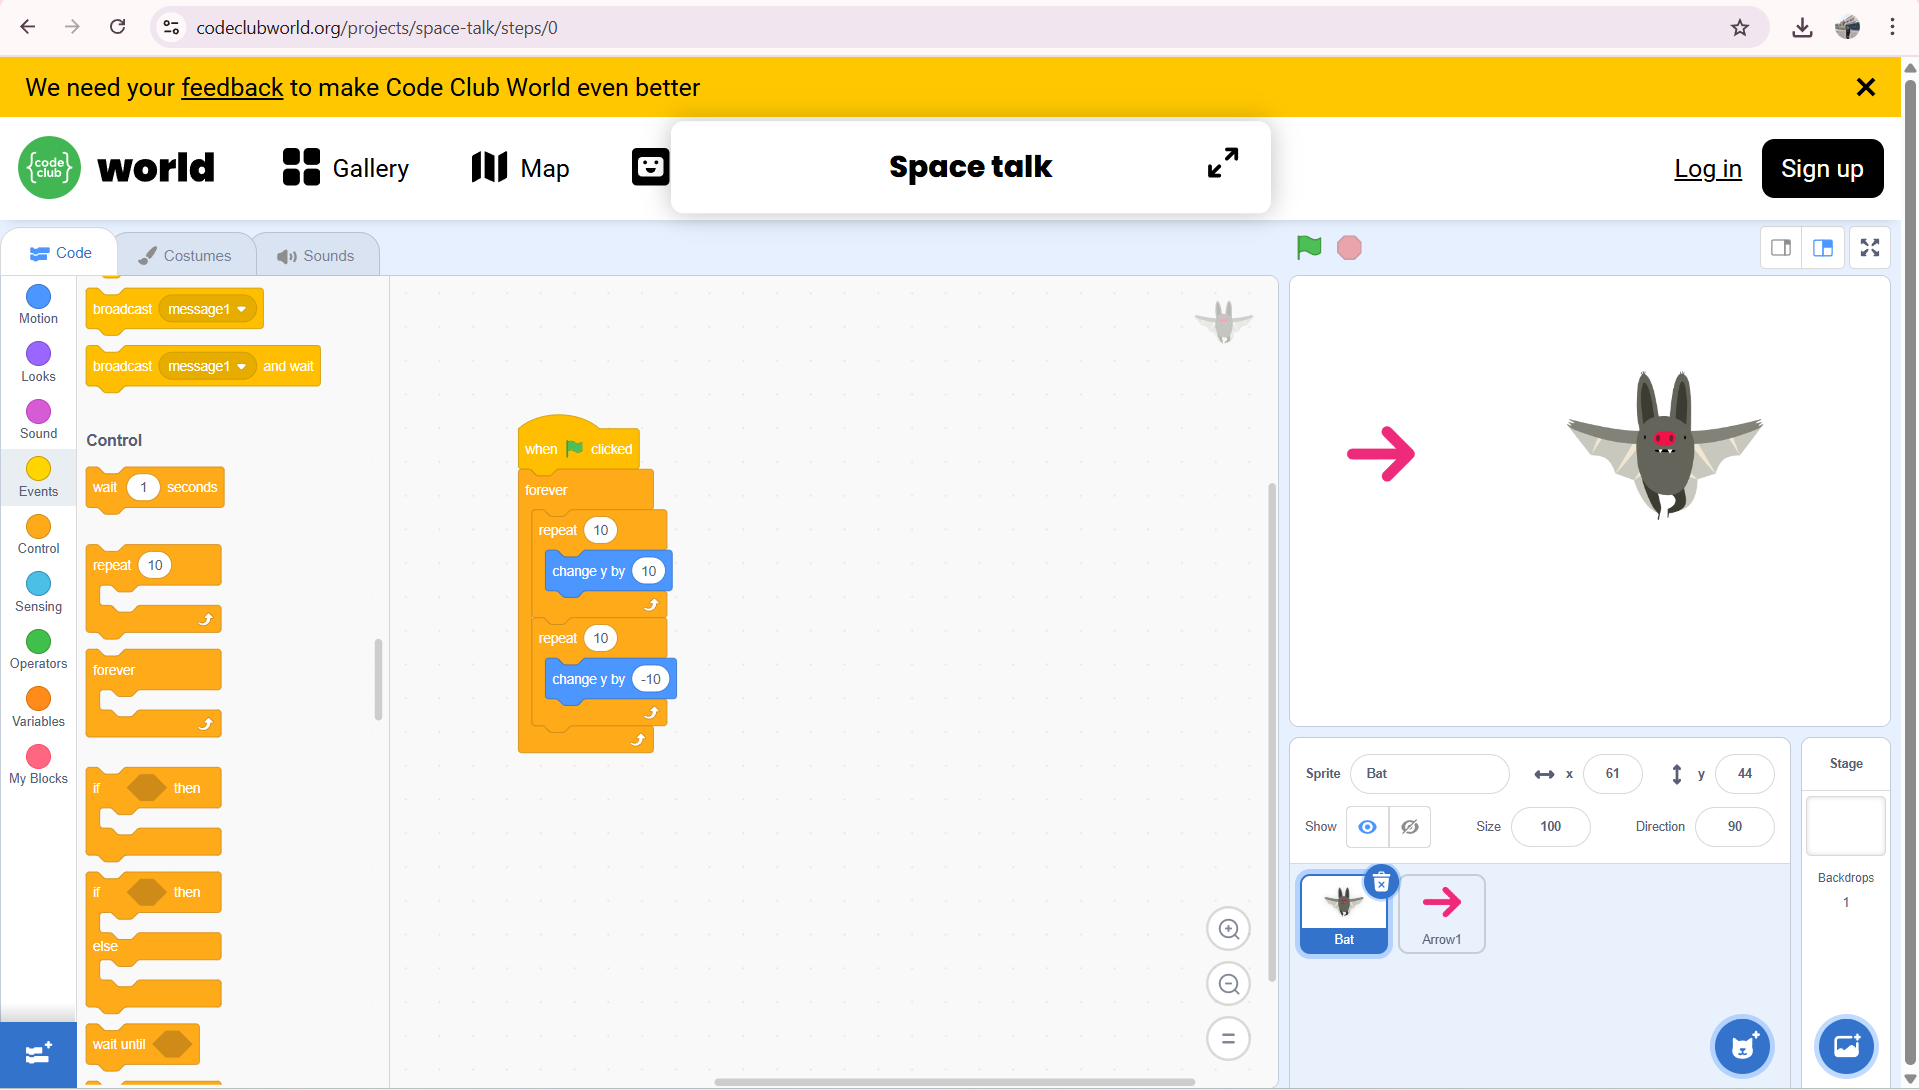 codeclubworld.org/projects/space-talk/steps/0
We need your feedback to make Code Club World even better
{code club} world
Gallery
Map
Space talk
Log in
Sign up
Code
Costumes
Sounds
Motion
Looks
Sound
Events
Control
Sensing
Operators
Variables
My Blocks
broadcast message1
broadcast message1 and wait
Control
wait 1 seconds
repeat 10
forever
if then
if then
else
wait until
when clicked
forever
repeat 10
change y by 10
repeat 10
change y by -10
Sprite Bat x 61 y 44
Show Size 100 Direction 90
Bat
Arrow1
Stage
Backdrops
1